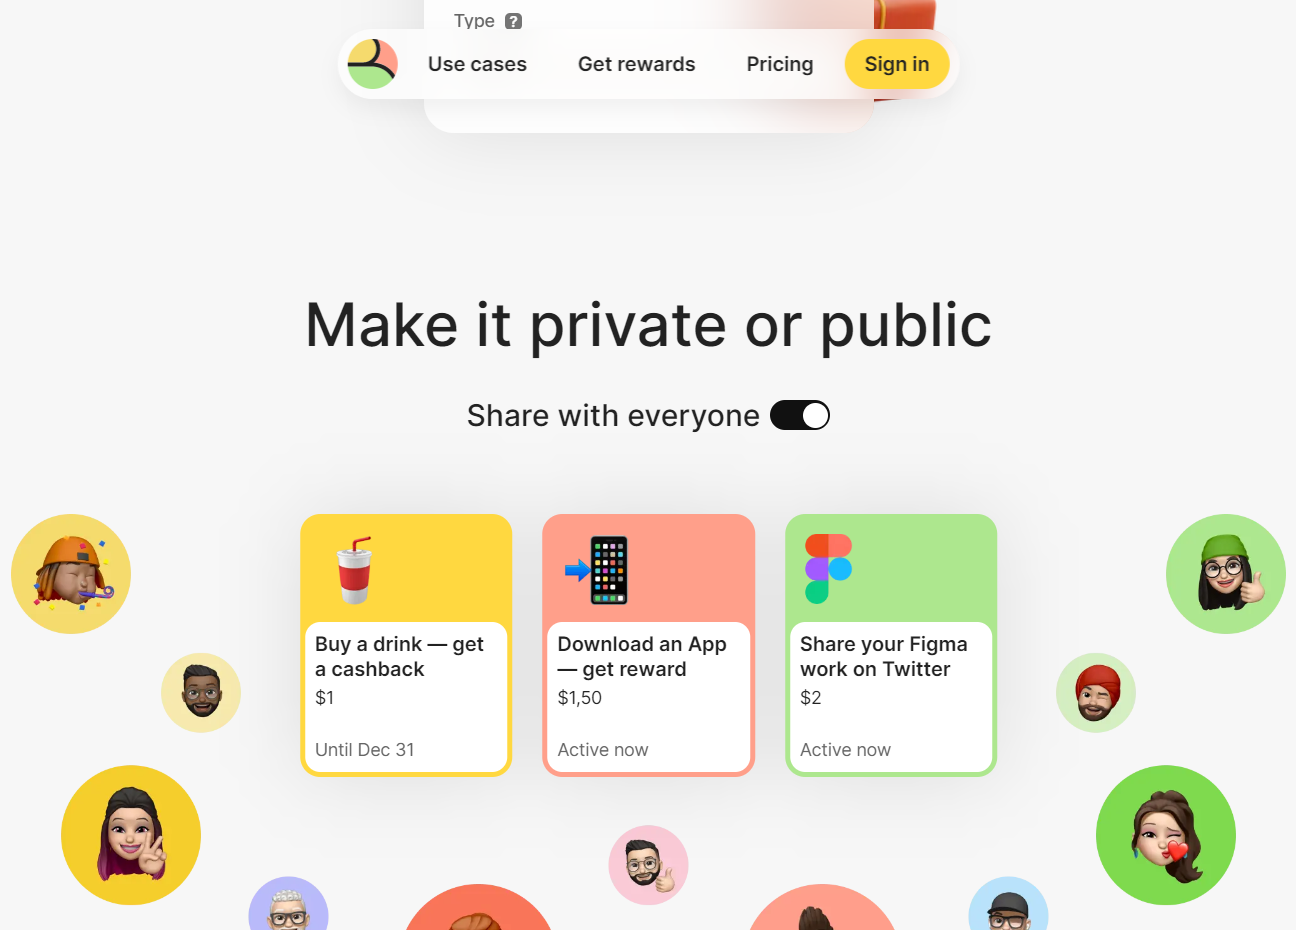 Type ?
Use cases
Get rewards
Pricing
Sign in
Make it private or public
Share with everyone
Buy a drink — get
a cashback
$1
Until Dec 31
Download an App
— get reward
$1,50
Active now
Share your Figma
work on Twitter
$2
Active now